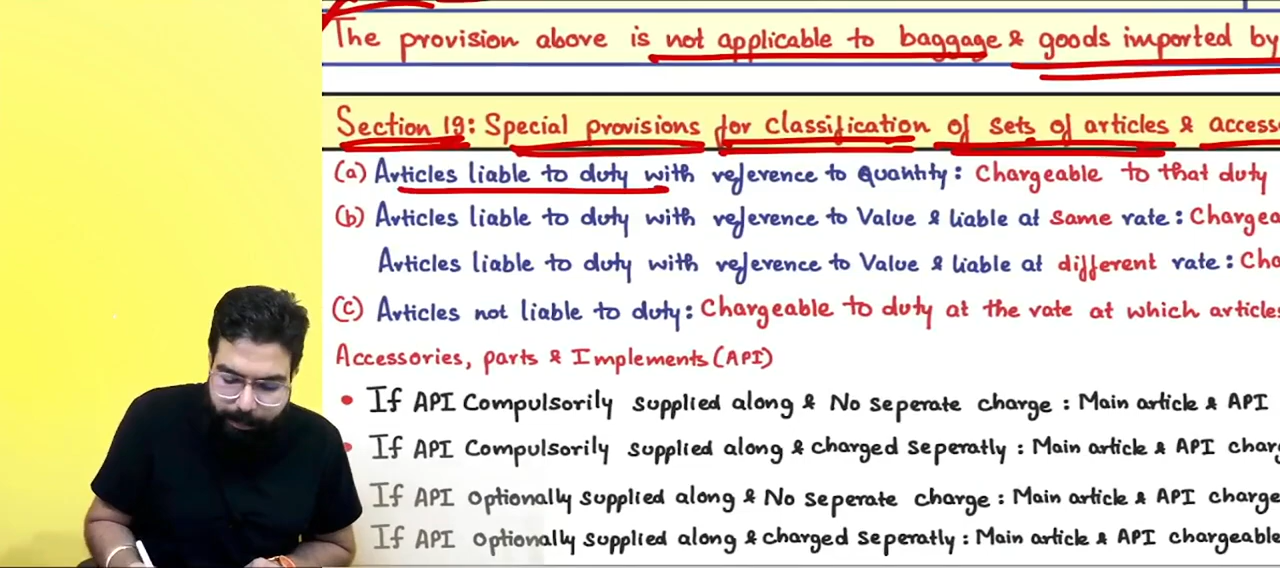 The provision above is not applicable to baggage & goods imported by
Section 19: Special provisions for classification of sets of articles & access
(a) Articles liable to duty with reference to Quantity: Chargeable to that duty
(b) Articles liable to duty with reference to Value & liable at same rate: Chargea
Articles liable to duty with reference to Value & liable at different rate: Cha
(c) Articles not liable to duty: Chargeable to duty at the rate at which articles
Accessories, parts & Implements (API)
• If API Compulsorily supplied along & No seperate charge: Main article & API
• If API Compulsorily supplied along & charged Seperatly: Main article & API char
If API Optionally supplied along & No seperate charge: Main article & API charge
If API Optionally supplied along & charged Seperatly: Main article & API chargeable